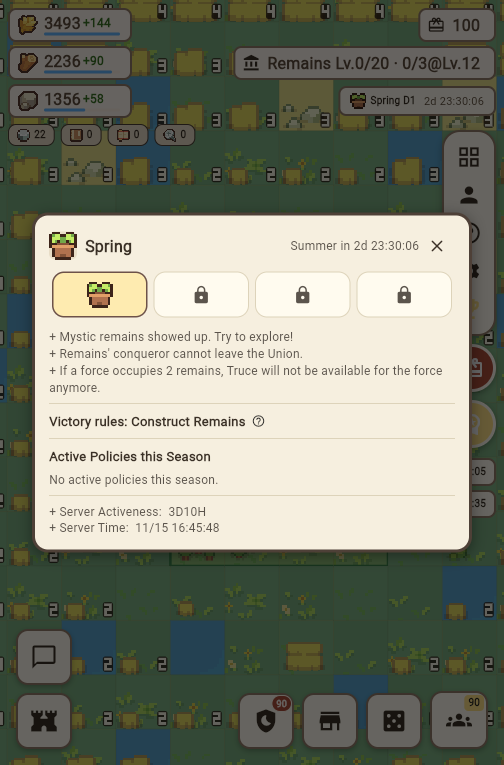 3493 +144
100
2236 +90
Remains Lv.0/20 · 0/3@Lv.12
1356 +58
Spring D1 2d 23:30:06
22 0 0 0
Spring
Summer in 2d 23:30:06
+ Mystic remains showed up. Try to explore!
+ Remains' conqueror cannot leave the Union.
+ If a force occupies 2 remains, Truce will not be available for the force
anymore.
Victory rules: Construct Remains
Active Policies this Season
No active policies this season.
+ Server Activeness: 3D10H
+ Server Time: 11/15 16:45:48
:05
:35
90
90